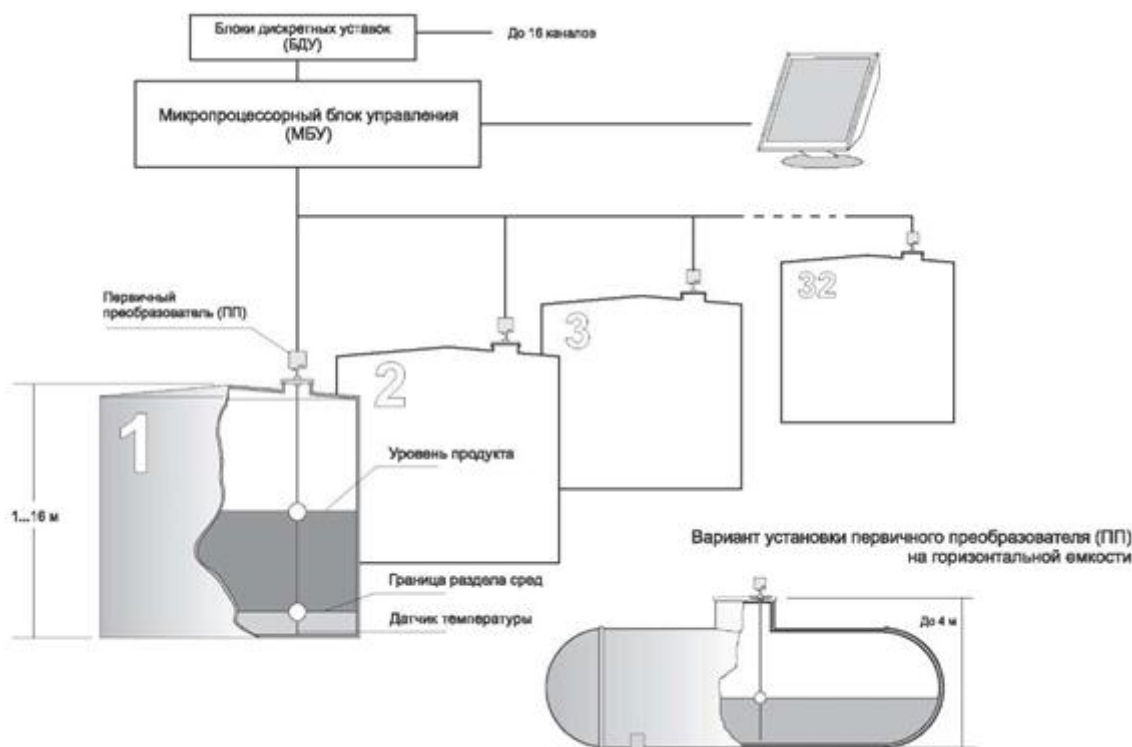 Блоки дискретных уставок
(БДУ)
До 16 каналов
Микропроцессорный блок управления
(МБУ)
Первичный
преобразователь (ПП)
1
2
3
32
Уровень продукта
1...16 м
Граница раздела сред
Датчик температуры
Вариант установки первичного преобразователя (ПП)
на горизонтальной емкости
До 4 м